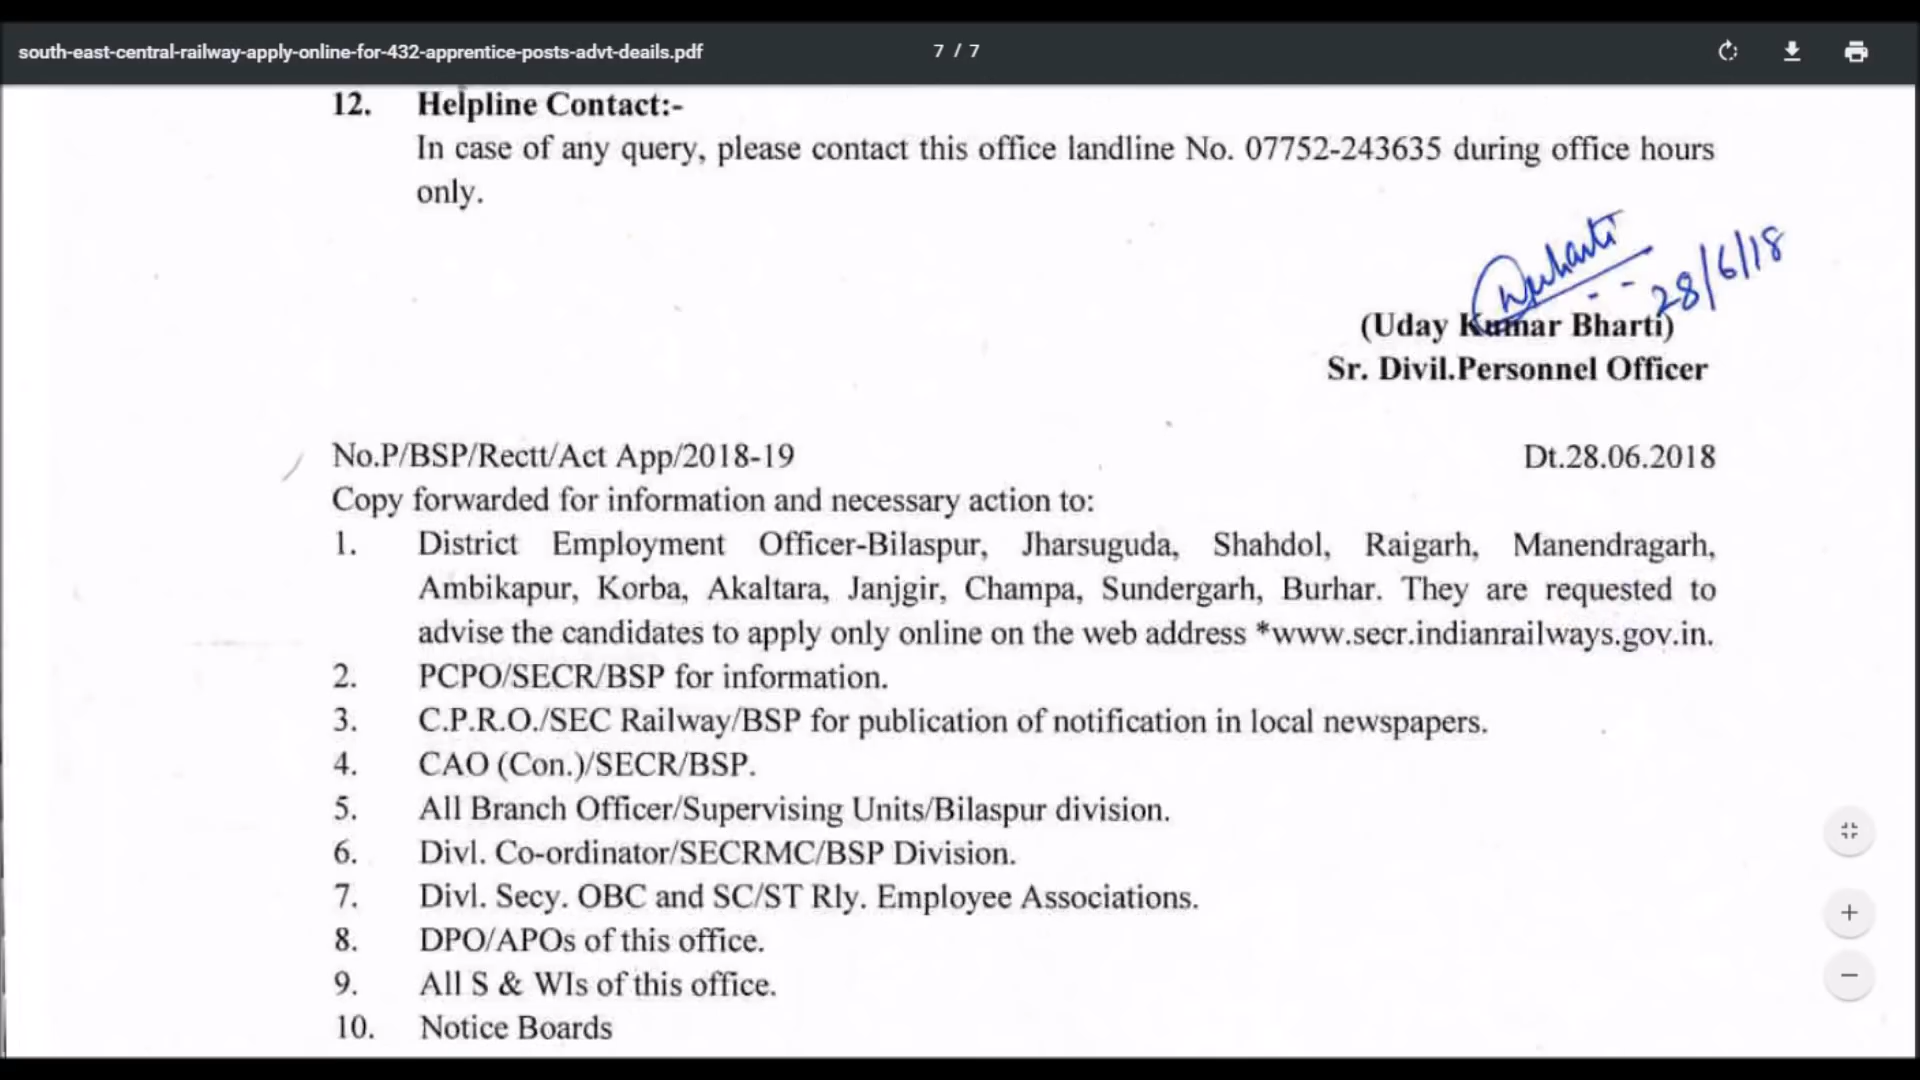 south-east-central-railway-apply-online-for-432-apprentice-posts-advt-deails.pdf
7 / 7
12. Helpline Contact:-
In case of any query, please contact this office landline No. 07752-243635 during office hours
only.
28/6/18
(Uday Kumar Bharti)
Sr. Divil.Personnel Officer
No.P/BSP/Rectt/Act App/2018-19 Dt.28.06.2018
Copy forwarded for information and necessary action to:
1. District Employment Officer-Bilaspur, Jharsuguda, Shahdol, Raigarh, Manendragarh,
Ambikapur, Korba, Akaltara, Janjgir, Champa, Sundergarh, Burhar. They are requested to
advise the candidates to apply only online on the web address *www.secr.indianrailways.gov.in.
2. PCPO/SECR/BSP for information.
3. C.P.R.O./SEC Railway/BSP for publication of notification in local newspapers.
4. CAO (Con.)/SECR/BSP.
5. All Branch Officer/Supervising Units/Bilaspur division.
6. Divl. Co-ordinator/SECRMC/BSP Division.
7. Divl. Secy. OBC and SC/ST Rly. Employee Associations.
8. DPO/APOs of this office.
9. All S & WIs of this office.
10. Notice Boards